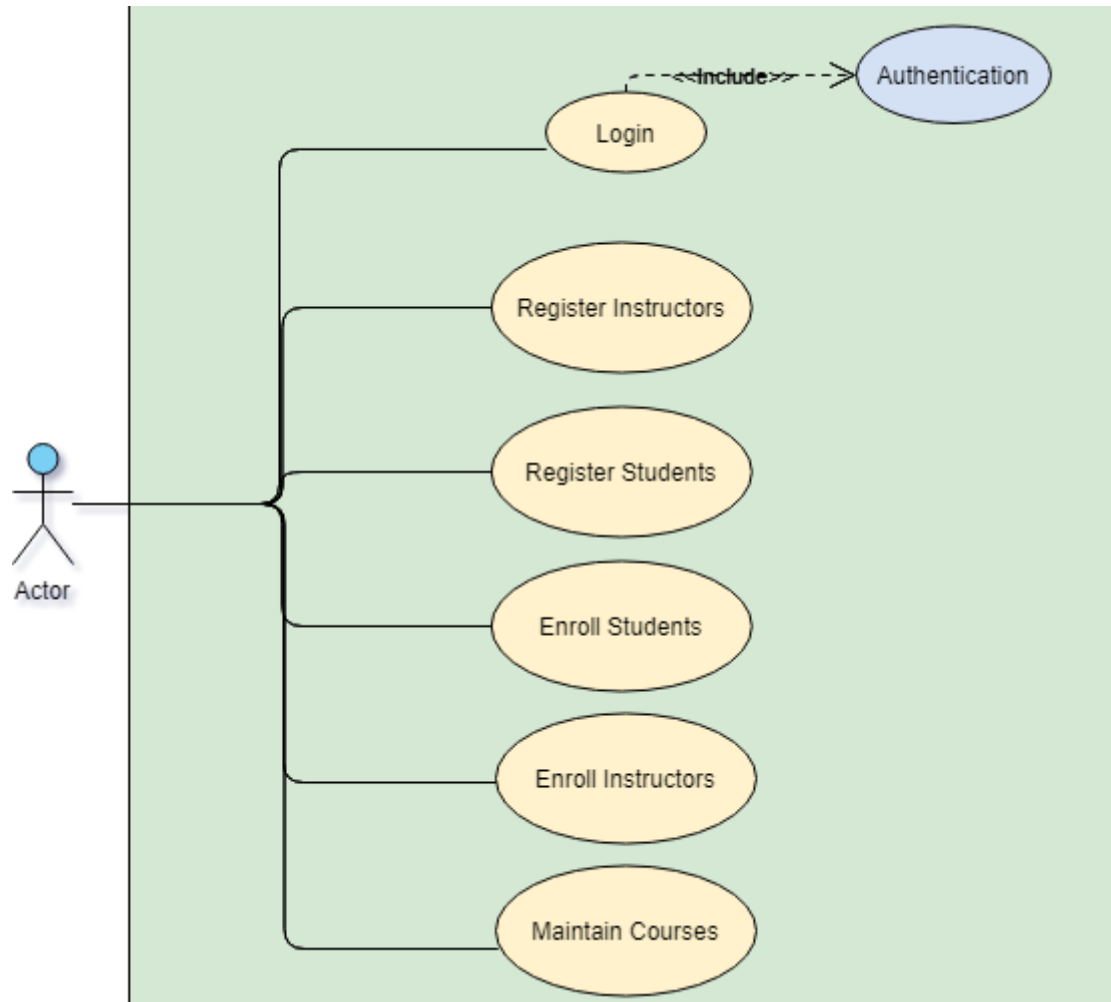 <<Include>>
Authentication
Login
Register Instructors
Register Students
Actor
Enroll Students
Enroll Instructors
Maintain Courses